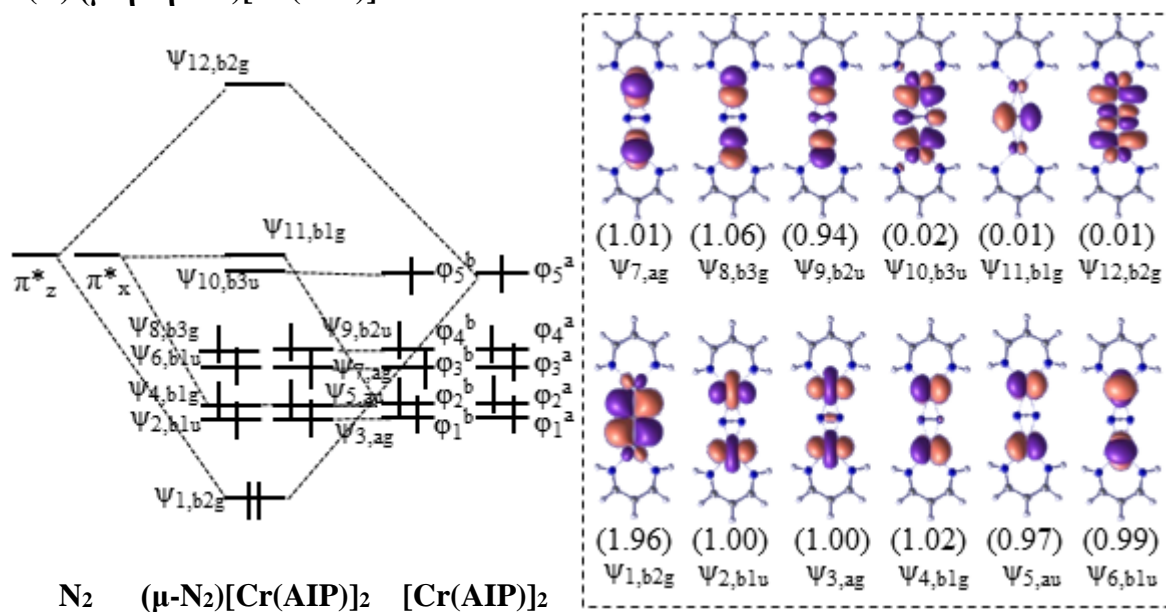 Ψ12,b2g
Ψ11,b1g
π*z π*x Ψ10,b3u φ5b φ5a
Ψ8,b3g Ψ9,b2u φ4b φ4a
Ψ6,b1u Ψ7,ag φ3b φ3a
Ψ4,b1g Ψ5,au φ2b φ2a
Ψ2,b1u Ψ3,ag φ1b φ1a
Ψ1,b2g
N2 (μ-N2)[Cr(AIP)]2 [Cr(AIP)]2
(1.01) (1.06) (0.94) (0.02) (0.01) (0.01)
Ψ7,ag Ψ8,b3g Ψ9,b2u Ψ10,b3u Ψ11,b1g Ψ12,b2g
(1.96) (1.00) (1.00) (1.02) (0.97) (0.99)
Ψ1,b2g Ψ2,b1u Ψ3,ag Ψ4,b1g Ψ5,au Ψ6,b1u